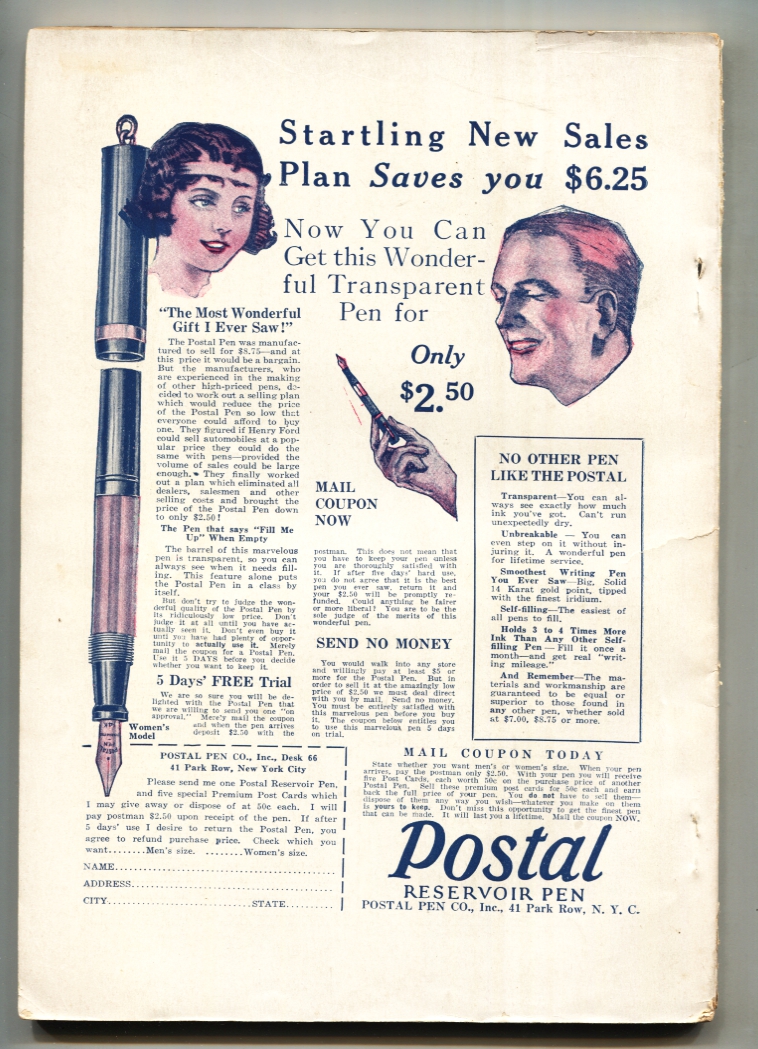 Startling New Sales
Plan Saves you $6.25
Now You Can
Get this Wonder-
ful Transparent
Pen for
Only
$2.50
"The Most Wonderful
Gift I Ever Saw!"
The Postal Pen was manufac-
tured to sell for $8.75—and at
this price it would be a bargain.
But the manufacturers, who
are experienced in the making
of other high-priced pens, de-
cided to work out a selling plan
which would reduce the price
of the Postal Pen so low that
everyone could afford to buy
one. They figured if Henry Ford
could sell automobiles at a pop-
ular price they could do the
same with pens—provided the
volume of sales could be large
enough. They finally worked
out a plan which eliminated all
dealers, salesmen and other
selling costs and brought the
price of the Postal Pen down
to only $2.50!
The Pen that says "Fill Me
Up" When Empty
The barrel of this marvelous
pen is transparent, so you can
always see when it needs fill-
ing. This feature alone puts
the Postal Pen in a class by
itself.
But don't try to judge the won-
derful quality of the Postal Pen by
its ridiculously low price. Don't
judge it at all until you have ac-
tually seen it. Don't even buy it
until you have had plenty of oppor-
tunity to actually use it. Merely
mail the coupon for a Postal Pen.
Use it 5 DAYS before you decide
whether you want to keep it.
5 Days' FREE Trial
We are so sure you will be de-
lighted with the Postal Pen that
we are willing to send you one "on
approval." Merely mail the coupon
and when the pen arrives
deposit $2.50 with the
Women's
Model
MAIL
COUPON
NOW
postman. This does not mean that
you have to keep your pen unless
you are thoroughly satisfied with
it. If after five days' hard use,
you do not agree that it is the best
pen you ever saw, return it and
your $2.50 will be promptly re-
funded. Could anything be fairer
or more liberal? You are to be the
sole judge of the merits of this
wonderful pen.
SEND NO MONEY
You would walk into any store
and willingly pay at least $5 or
more for the Postal Pen. But in
order to sell it at the amazingly low
price of $2.50 we must deal direct
with you by mail. Send no money.
You must be entirely satisfied with
this marvelous pen before you buy
it. The coupon below entitles you
to use this marvelous pen 5 days
on trial.
NO OTHER PEN
LIKE THE POSTAL
Transparent—You can al-
ways see exactly how much
ink you've got. Can't run
unexpectedly dry.
Unbreakable — You can
even step on it without in-
juring it. A wonderful pen
for lifetime service.
Smoothest Writing Pen
You Ever Saw—Big, Solid
14 Karat gold point, tipped
with the finest iridium.
Self-filling—The easiest of
all pens to fill.
Holds 3 to 4 Times More
Ink Than Any Other Self-
filling Pen—Fill it once a
month—and get real "writ-
ing mileage."
And Remember—The ma-
terials and workmanship are
guaranteed to be equal or
superior to those found in
any other pen, whether sold
at $7.00, $8.75 or more.
MAIL COUPON TODAY
State whether you want men's or women's size. When your pen
arrives, pay the postman only $2.50. With your pen you will receive
five Post Cards, each worth 50c on the purchase price of another
Postal Pen. Sell these premium post cards for 50c each and earn
back the full price of your pen. You do not have to sell them—
dispose of them any way you wish—whatever you make on them
is yours to keep. Don't miss this opportunity to get the finest pen
that can be made. It will last you a lifetime. Mail the coupon NOW.
POSTAL PEN CO., Inc., Desk 66
41 Park Row, New York City
Please send me one Postal Reservoir Pen,
and five special Premium Post Cards which
I may give away or dispose of at 50c each. I will
pay postman $2.50 upon receipt of the pen. If after
5 days' use I desire to return the Postal Pen, you
agree to refund purchase price. Check which you
want........Men's size. ........Women's size.
NAME
ADDRESS
CITY STATE
Postal
RESERVOIR PEN
POSTAL PEN CO., Inc., 41 Park Row, N. Y. C.